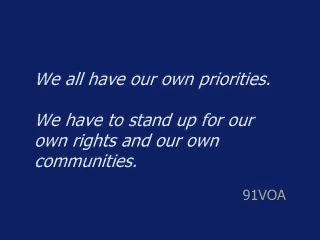 We all have our own priorities.
We have to stand up for our
own rights and our own
communities.
91VOA